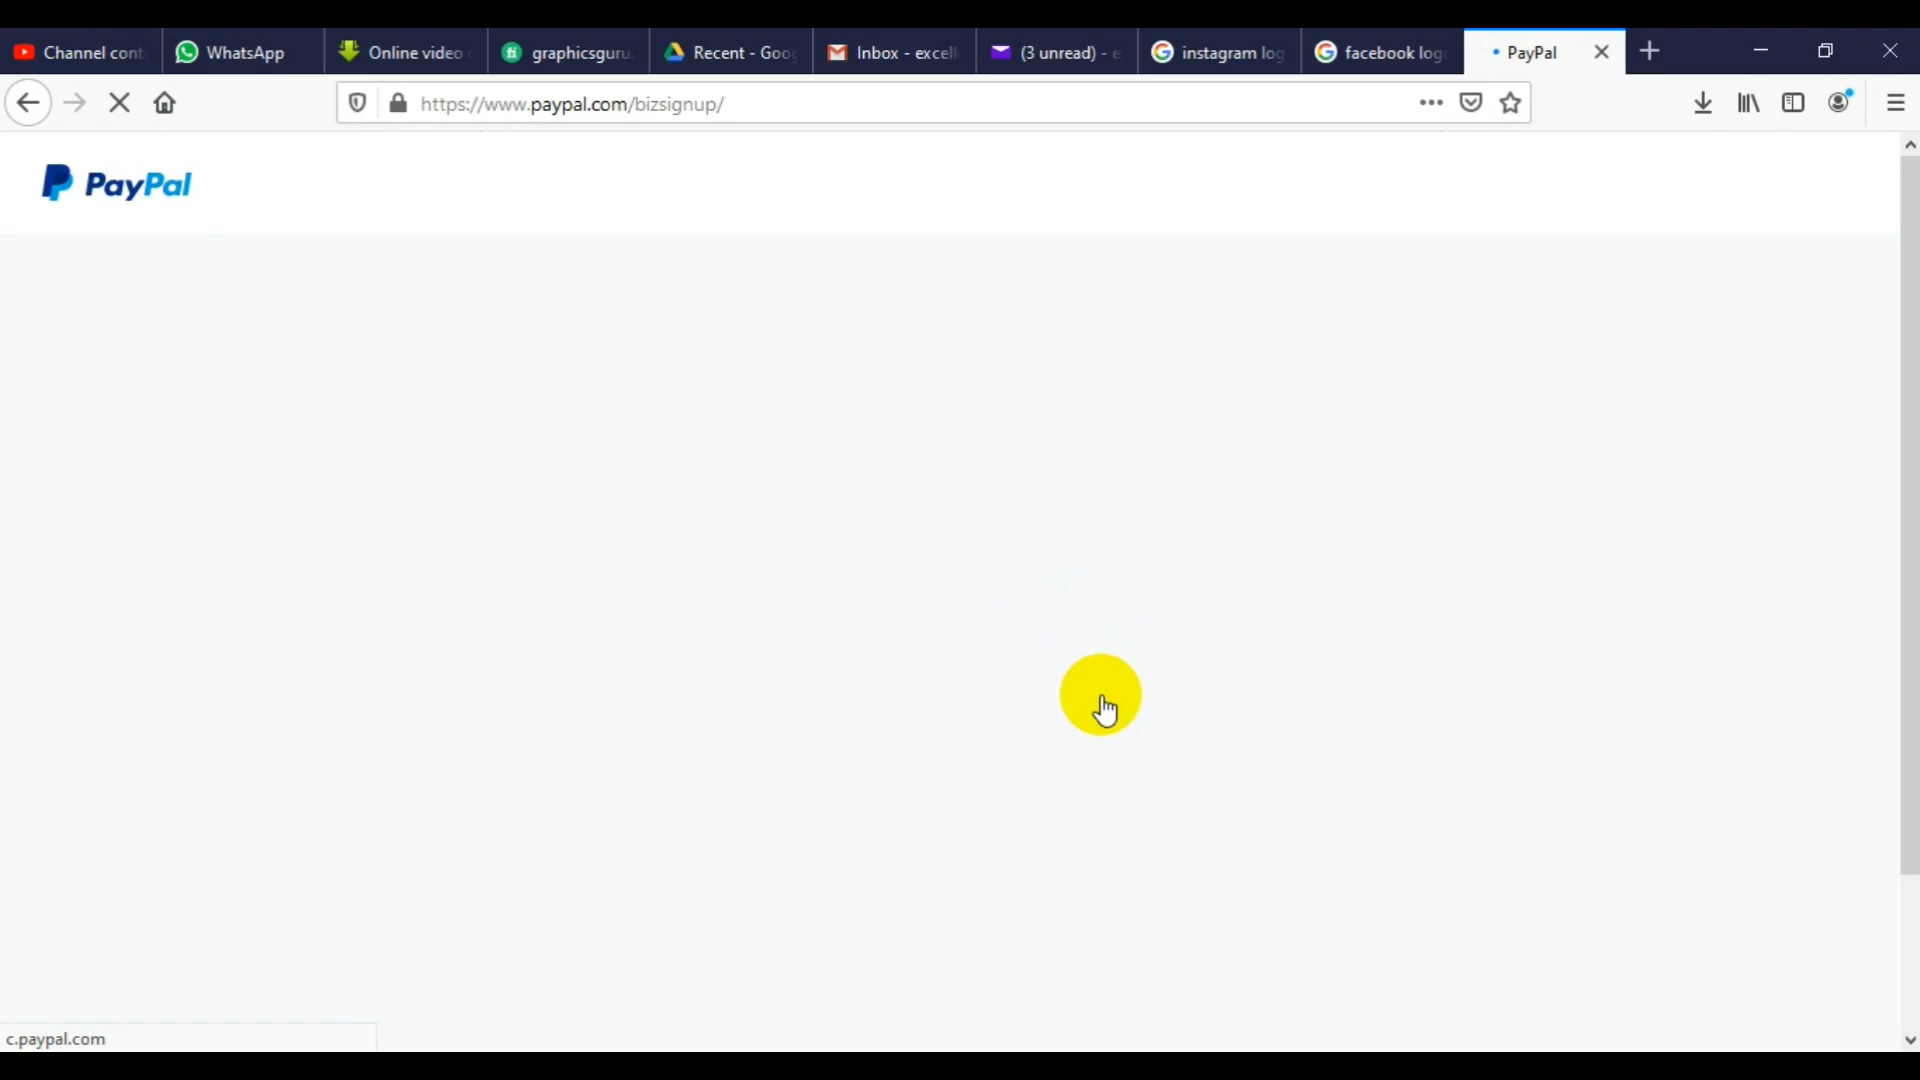 Channel cont
WhatsApp
Online video
graphicsguru
Recent - Goo
Inbox - excell
(3 unread) - e
instagram log
facebook log
PayPal
https://www.paypal.com/bizsignup/
PayPal
c.paypal.com